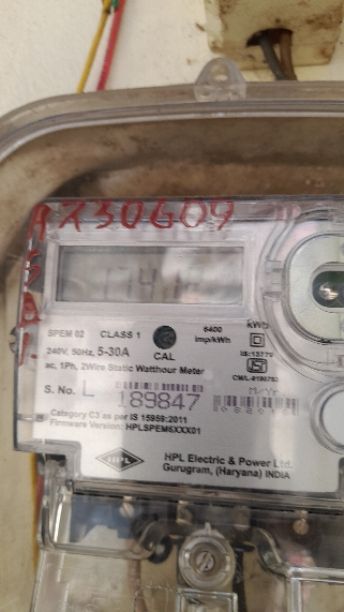 AX30609
SPEM 02 CLASS 1 6400 imp/kWh KWh
240V, 50Hz, 5-30A CAL IS:13779
ac, 1Ph, 2Wire Static Watthour Meter
S. No. L 189847 M/Yr
Category C3 as per IS 15959:2011
Firmware Version: HPLSPEM6XXX01
HPL
HPL Electric & Power Ltd.
Gurugram, (Haryana) INDIA